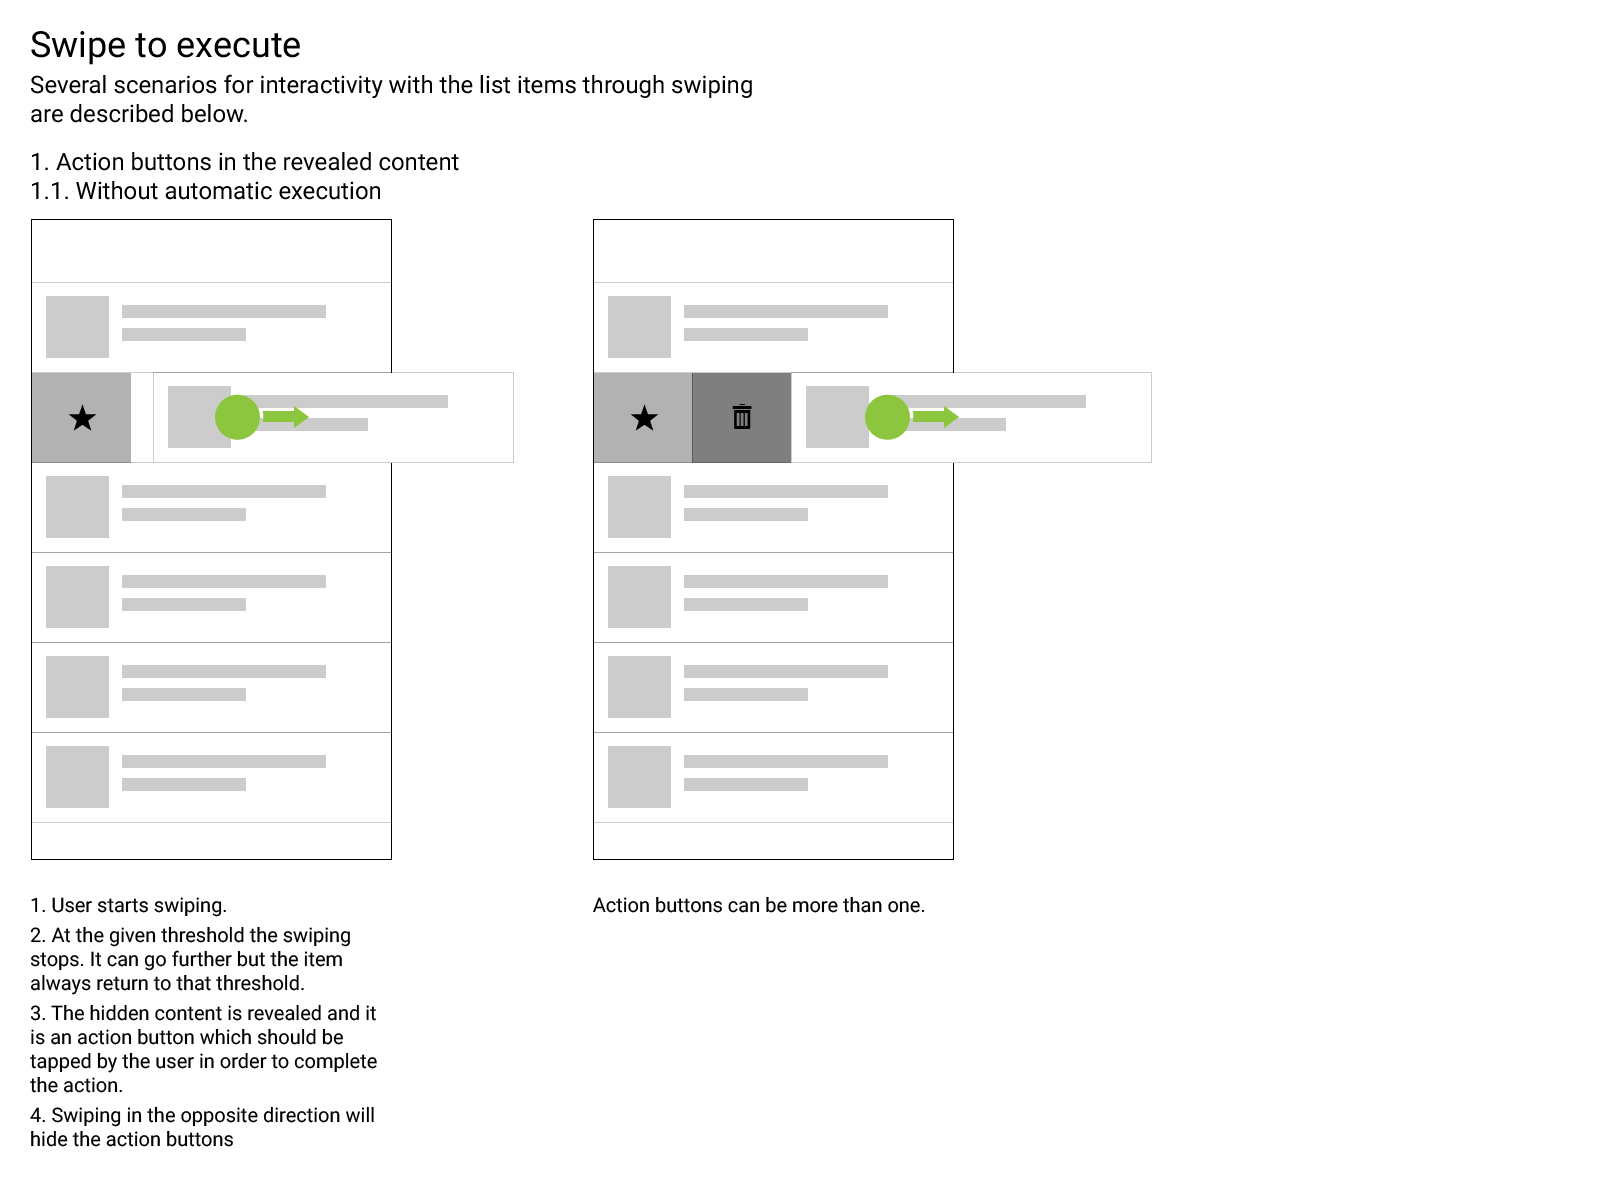 Swipe to execute
Several scenarios for interactivity with the list items through swiping
are described below.
1. Action buttons in the revealed content
1.1. Without automatic execution
1. User starts swiping.
2. At the given threshold the swiping
stops. It can go further but the item
always return to that threshold.
3. The hidden content is revealed and it
is an action button which should be
tapped by the user in order to complete
the action.
4. Swiping in the opposite direction will
hide the action buttons
Action buttons can be more than one.